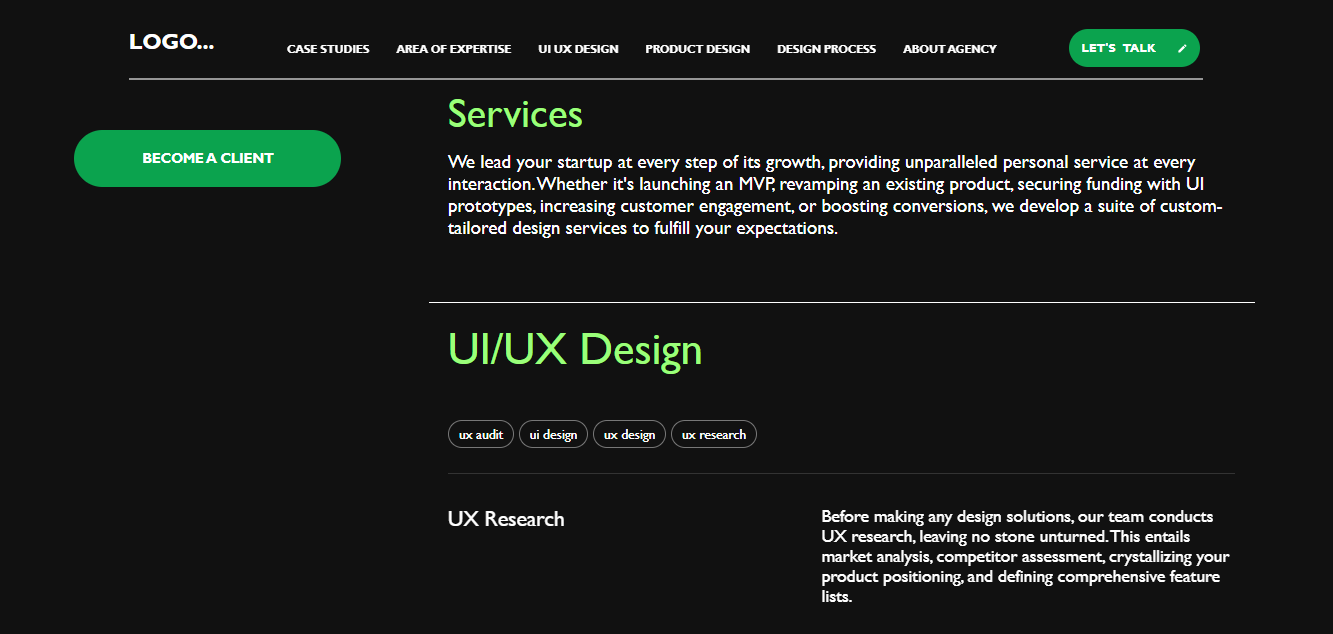 LOGO...
CASE STUDIES AREA OF EXPERTISE UI UX DESIGN PRODUCT DESIGN DESIGN PROCESS ABOUT AGENCY
LET'S TALK
BECOME A CLIENT
Services
We lead your startup at every step of its growth, providing unparalleled personal service at every
interaction. Whether it's launching an MVP, revamping an existing product, securing funding with UI
prototypes, increasing customer engagement, or boosting conversions, we develop a suite of custom-
tailored design services to fulfill your expectations.
UI/UX Design
ux audit ui design ux design ux research
UX Research
Before making any design solutions, our team conducts
UX research, leaving no stone unturned. This entails
market analysis, competitor assessment, crystallizing your
product positioning, and defining comprehensive feature
lists.